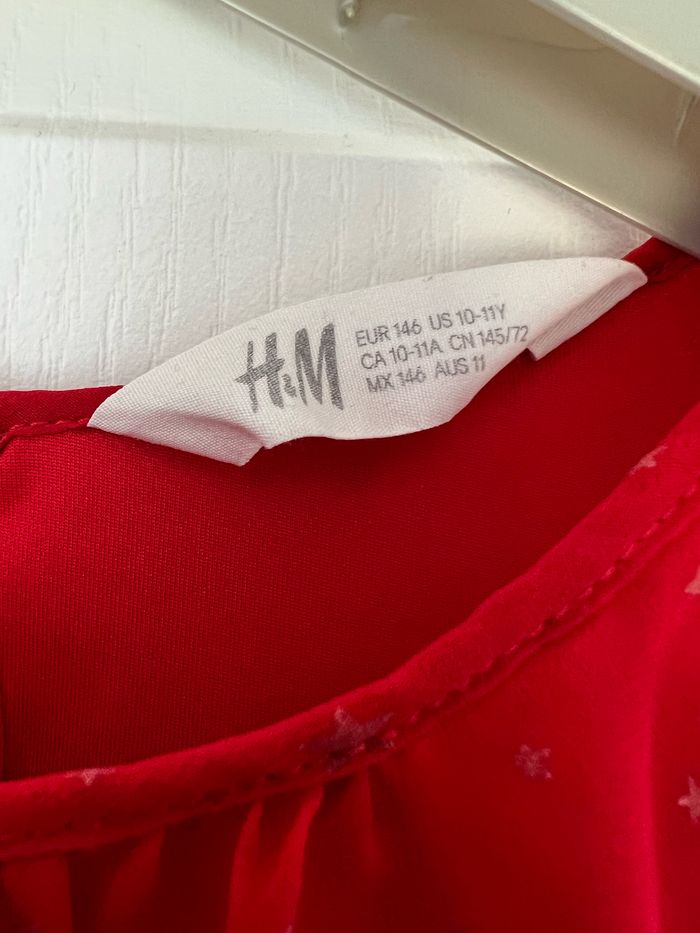 H&M
EUR 146 US 10-11Y
CA 10-11A CN 145/72
MX 146 AUS 11